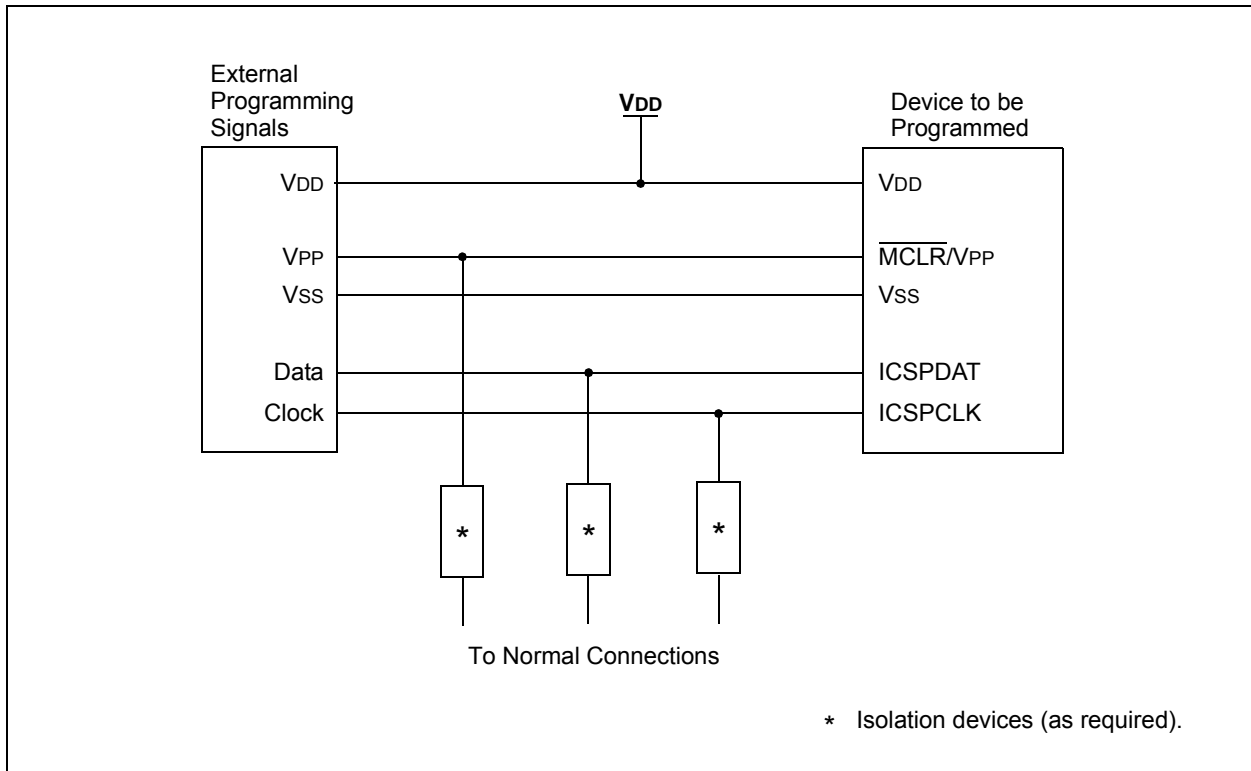 External
Programming
Signals
VDD
Device to be
Programmed
VDD
VDD
VPP
MCLR/VPP
VSS
VSS
Data
ICSPDAT
Clock
ICSPCLK
*
*
*
To Normal Connections
* Isolation devices (as required).